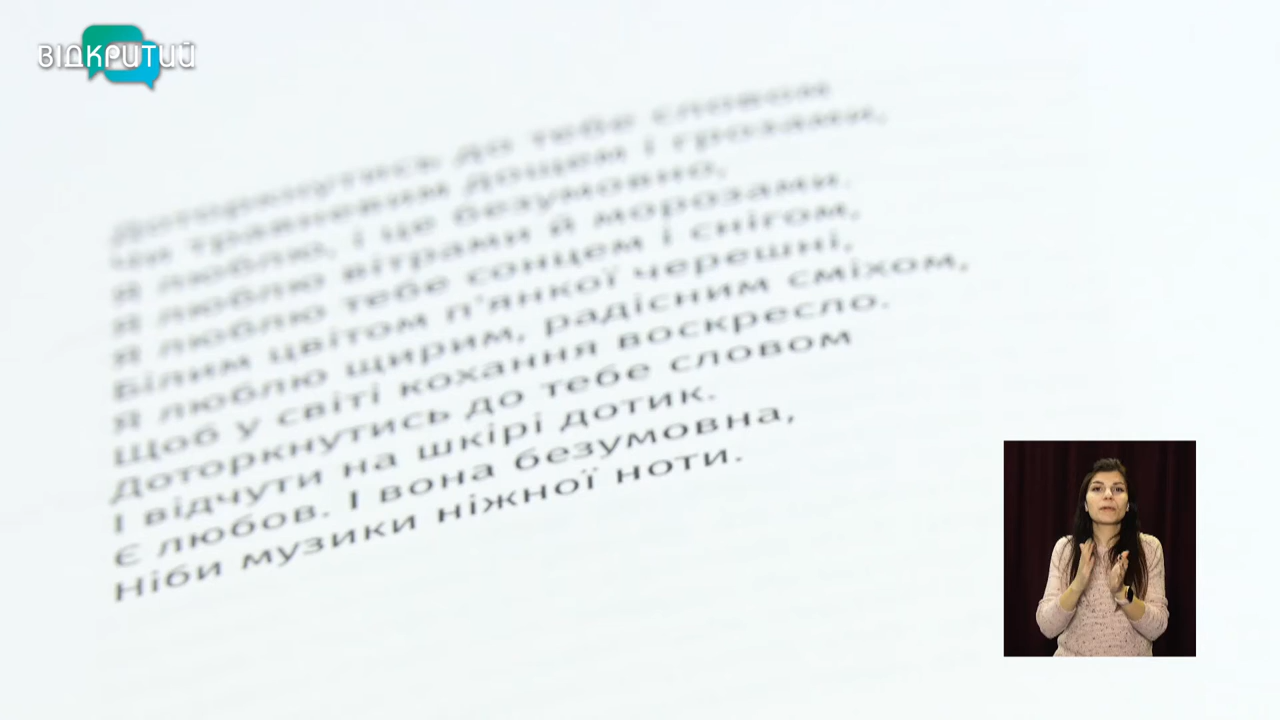 ВІДКРИТИЙ
Доторкнутись до тебе словом
Чи травневим дощем і грозами,
Я люблю, і це безумовно,
Я люблю вітрами й морозами.
Я люблю тебе сонцем і снігом,
Білим цвітом п'янкої черешні,
Я люблю щирим, радісним сміхом,
Щоб у світі кохання воскресло.
Доторкнутись до тебе словом
І відчути на шкірі дотик.
Є любов. І вона безумовна,
Ніби музики ніжної ноти.